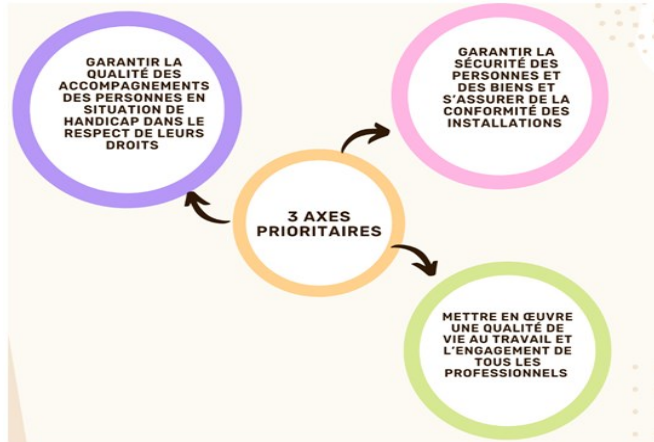 GARANTIR LA
QUALITÉ DES
ACCOMPAGNEMENTS
DES PERSONNES EN
SITUATION DE
HANDICAP DANS LE
RESPECT DE LEURS
DROITS
GARANTIR LA
SÉCURITÉ DES
PERSONNES ET
DES BIENS ET
S'ASSURER DE LA
CONFORMITÉ DES
INSTALLATIONS
3 AXES
PRIORITAIRES
METTRE EN ŒUVRE
UNE QUALITÉ DE
VIE AU TRAVAIL ET
L'ENGAGEMENT DE
TOUS LES
PROFESSIONNELS